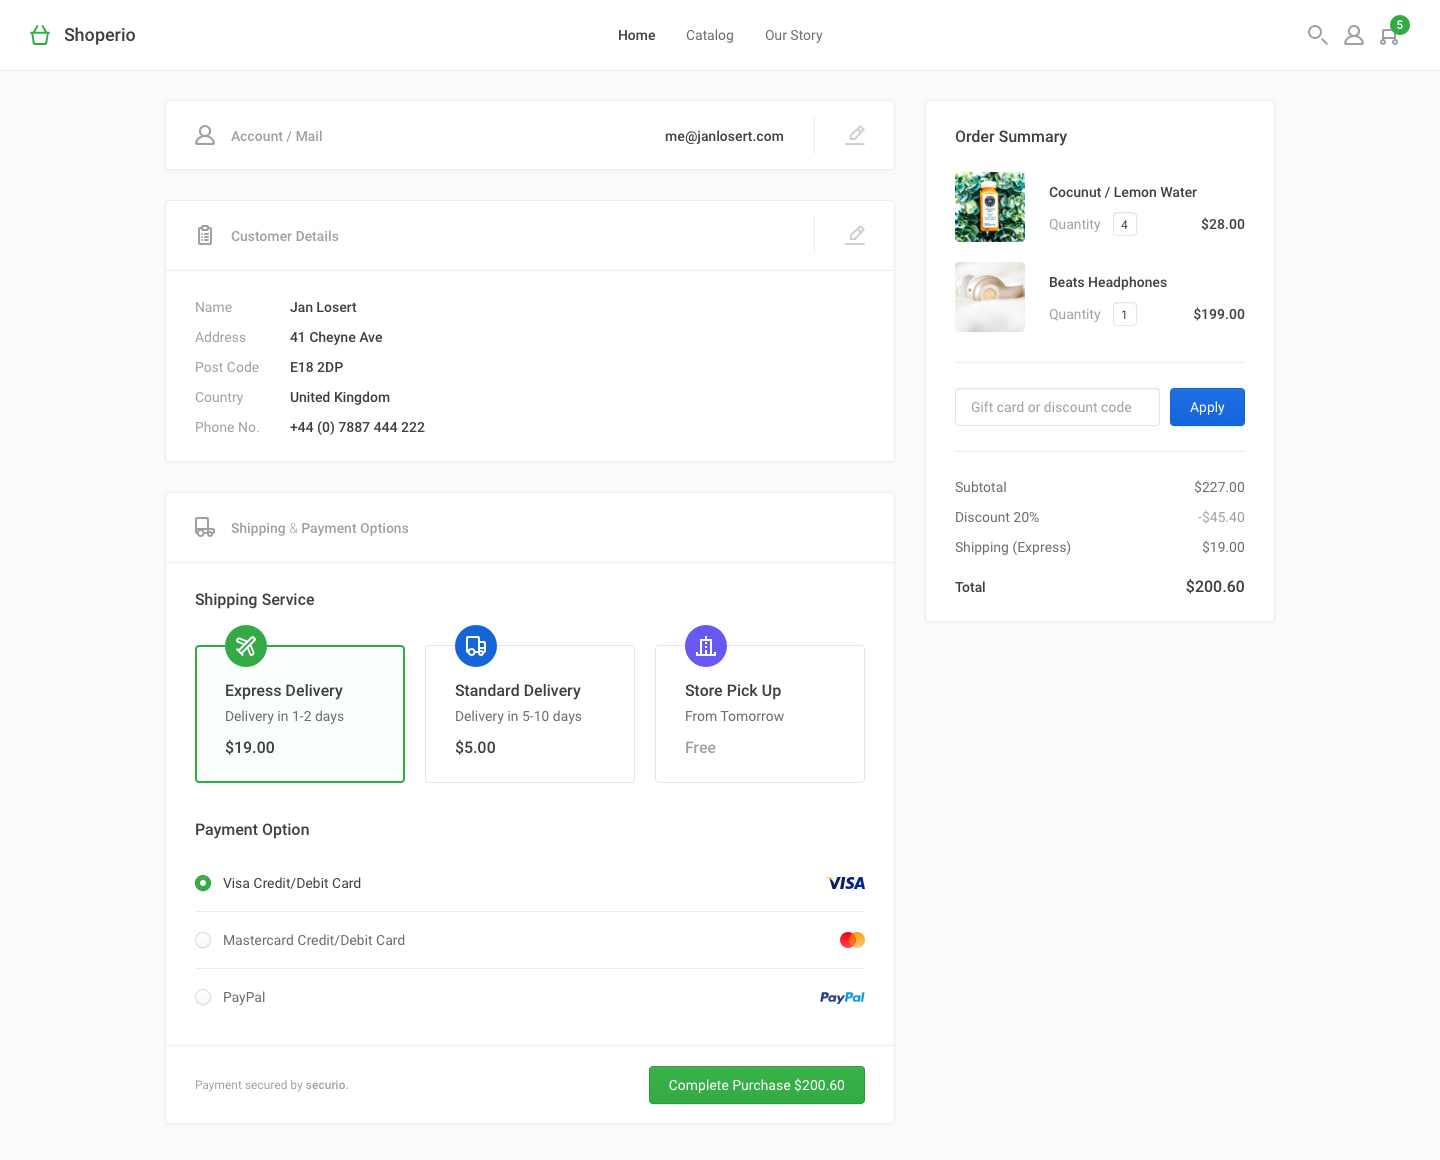 Shoperio
Home
Catalog
Our Story
5
Account / Mail
me@janlosert.com
Customer Details
Name
Jan Losert
Address
41 Cheyne Ave
Post Code
E18 2DP
Country
United Kingdom
Phone No.
+44 (0) 7887 444 222
Shipping & Payment Options
Shipping Service
Express Delivery
Delivery in 1-2 days
$19.00
Standard Delivery
Delivery in 5-10 days
$5.00
Store Pick Up
From Tomorrow
Free
Payment Option
Visa Credit/Debit Card
VISA
Mastercard Credit/Debit Card
PayPal
PayPal
Payment secured by securio.
Complete Purchase $200.60
Order Summary
Cocunut / Lemon Water
Quantity 4 $28.00
Beats Headphones
Quantity 1 $199.00
Gift card or discount code
Apply
Subtotal $227.00
Discount 20% -$45.40
Shipping (Express) $19.00
Total $200.60